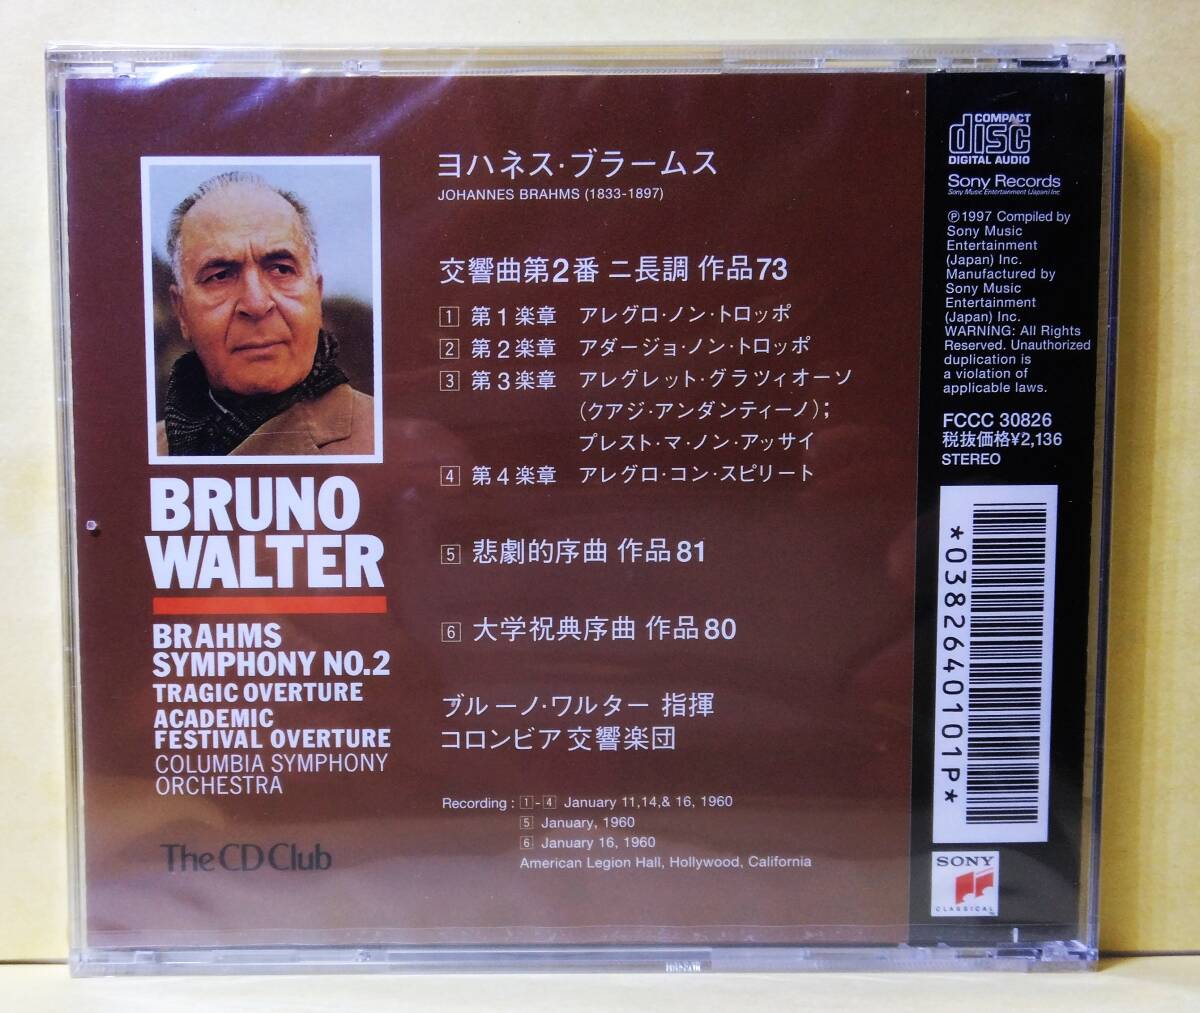 ヨハネス・ブラームス
JOHANNES BRAHMS (1833-1897)
交響曲第2番 ニ長調 作品73
1 第1楽章 アレグロ・ノン・トロッポ
2 第2楽章 アダージョ・ノン・トロッポ
3 第3楽章 アレグレット・グラツィオーソ
(クアジ・アンダンティーノ);
プレスト・マ・ノン・アッサイ
4 第4楽章 アレグロ・コン・スピリート
5 悲劇的序曲 作品81
6 大学祝典序曲 作品80
ブルーノ・ワルター 指揮
コロンビア交響楽団
Recording : 1-4 January 11,14,& 16, 1960
5 January, 1960
6 January 16, 1960
American Legion Hall, Hollywood, California
BRUNO
WALTER
BRAHMS
SYMPHONY NO.2
TRAGIC OVERTURE
ACADEMIC
FESTIVAL OVERTURE
COLUMBIA SYMPHONY
ORCHESTRA
The CD Club
COMPACT
disc
DIGITAL AUDIO
Sony Records
Sony Music Entertainment (Japan) Inc.
℗1997 Compiled by
Sony Music
Entertainment
(Japan) Inc.
Manufactured by
Sony Music
Entertainment
(Japan) Inc.
WARNING: All Rights
Reserved. Unauthorized
duplication is
a violation of
applicable laws.
FCCC 30826
税抜価格¥2,136
STEREO
*0382640101P*
SONY
CLASSICAL